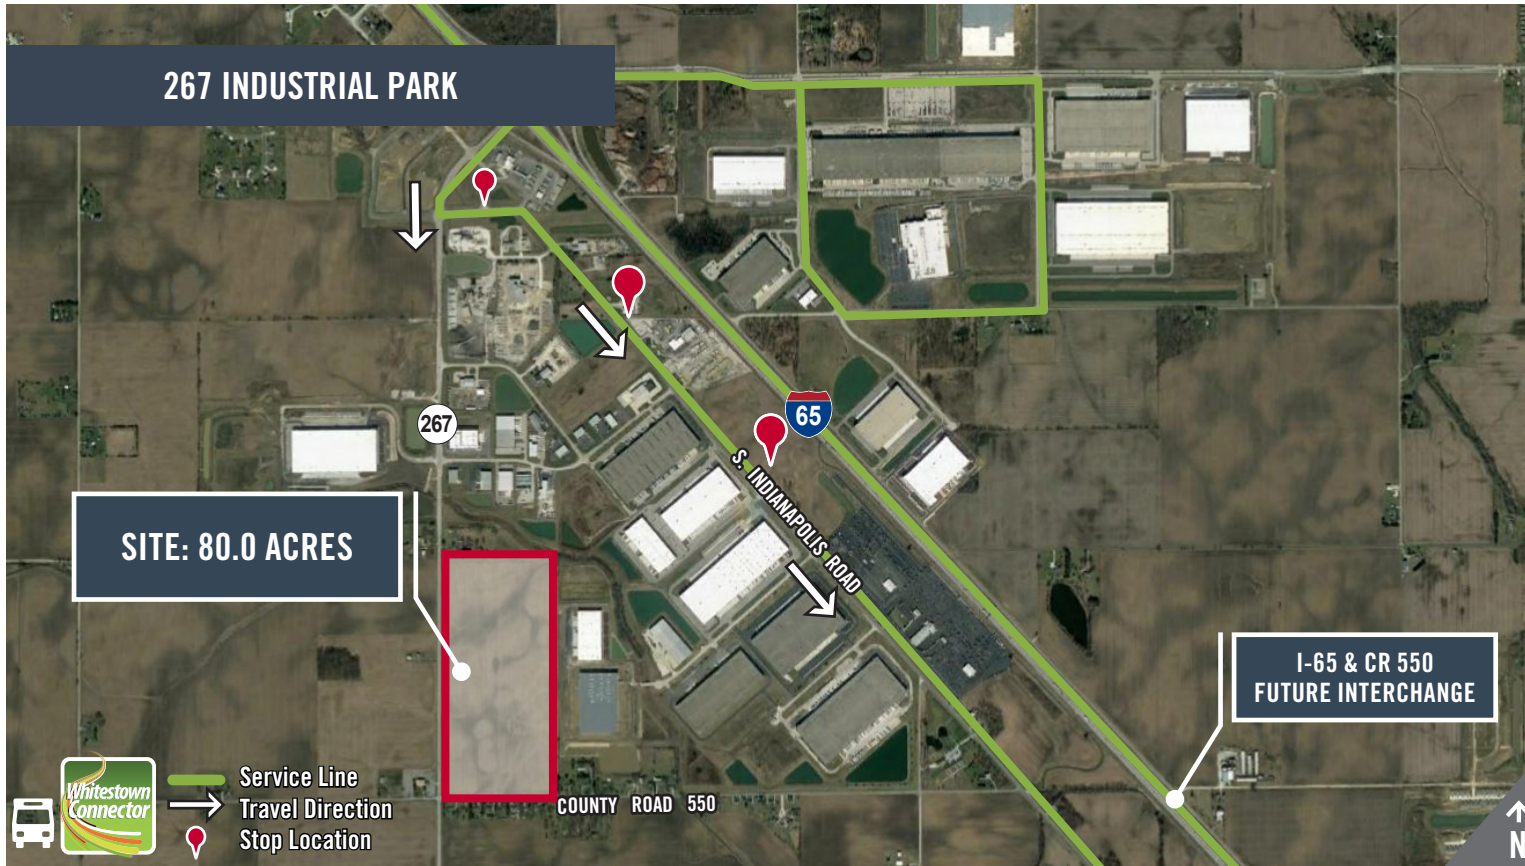 267 INDUSTRIAL PARK
267
65
S. INDIANAPOLIS ROAD
SITE: 80.0 ACRES
I-65 & CR 550
FUTURE INTERCHANGE
COUNTY ROAD 550
Whitestown
Connector
Service Line
Travel Direction
Stop Location
N